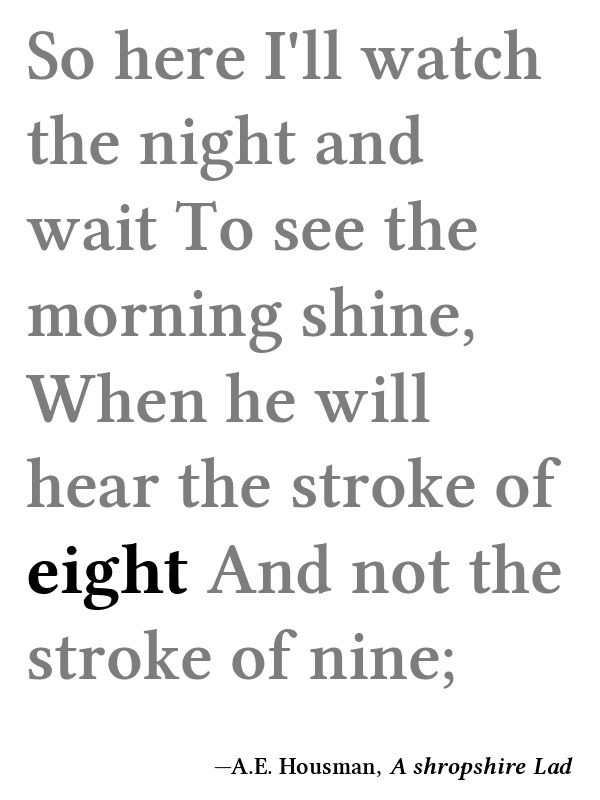 So here I'll watch
the night and
wait To see the
morning shine,
When he will
hear the stroke of
eight And not the
stroke of nine;
—A.E. Housman, A shropshire Lad